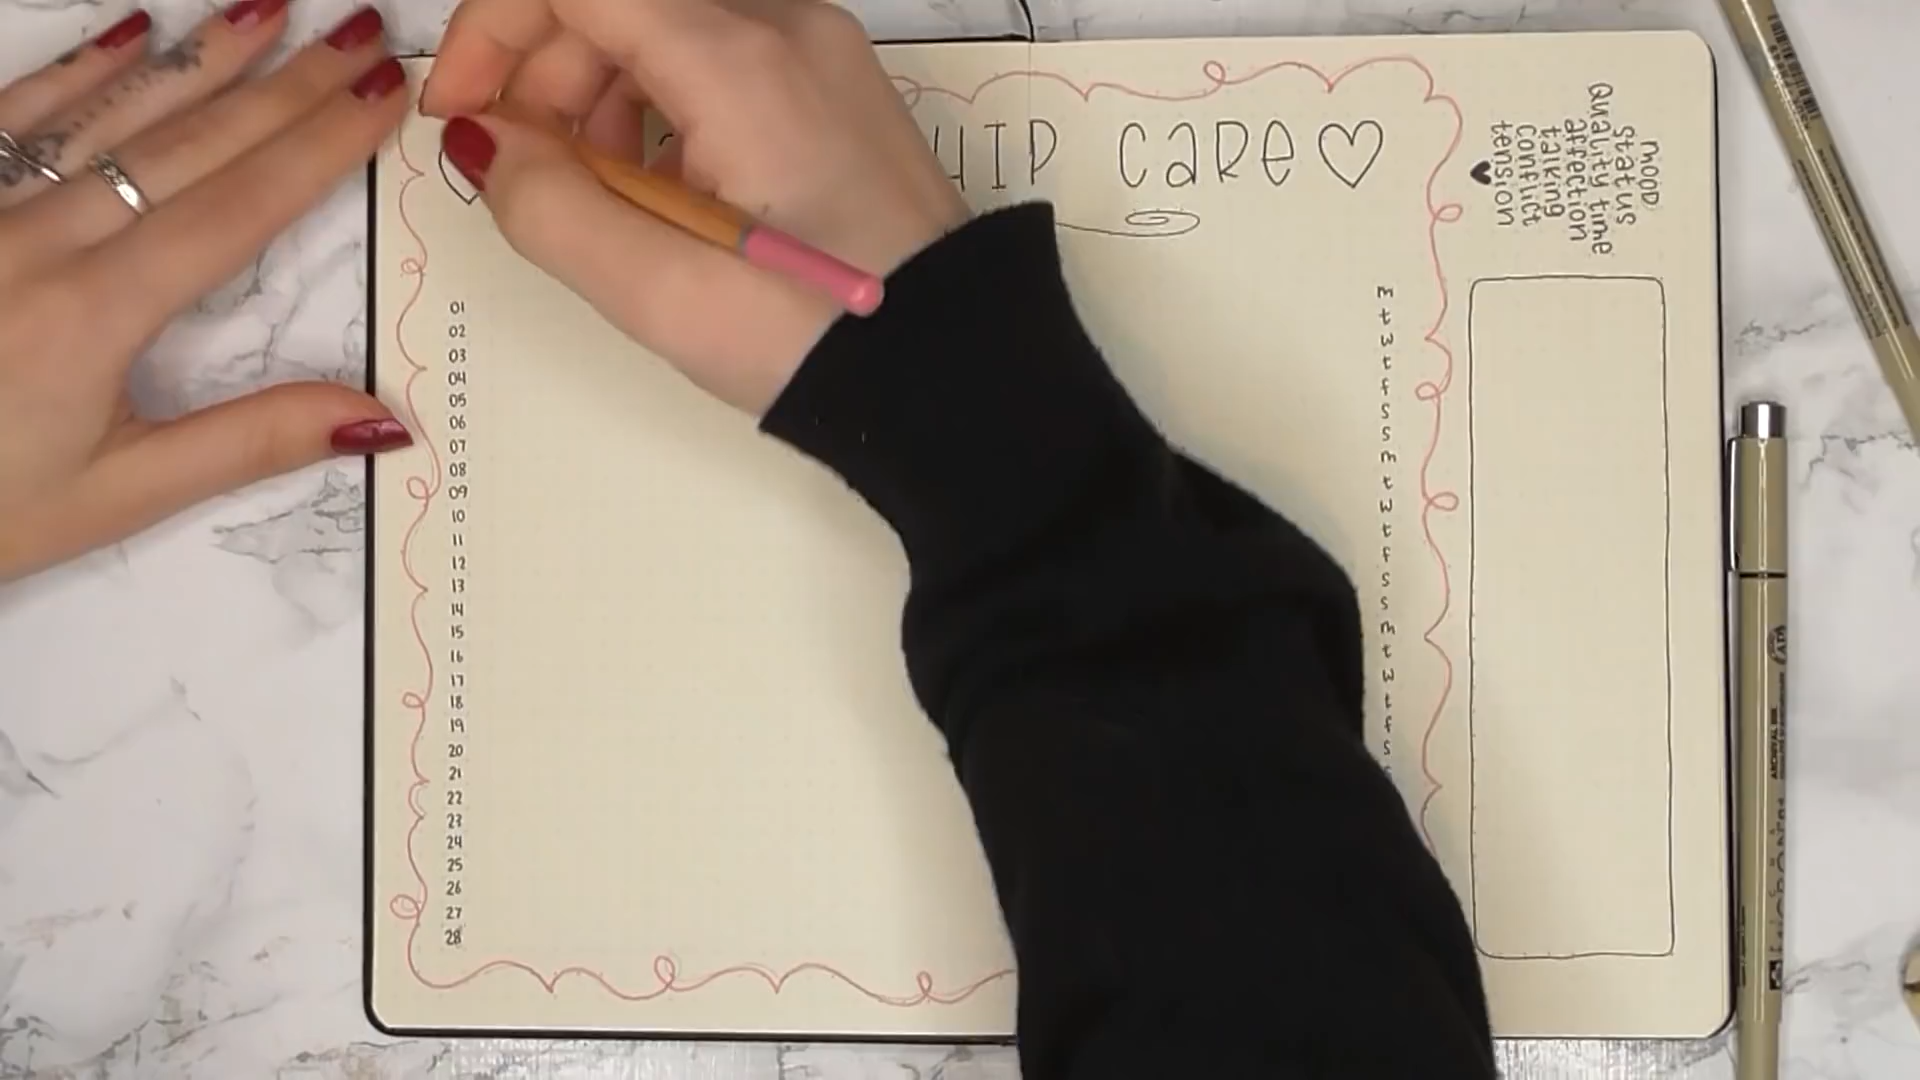 HIP CARE
01
02
03
04
05
06
07
08
09
10
11
12
13
14
15
16
17
18
19
20
21
22
23
24
25
26
27
28
m
t
w
t
f
s
s
m
t
w
t
f
s
s
m
t
w
t
f
s
mood
status
quality time
affection
talking
conflict
tension